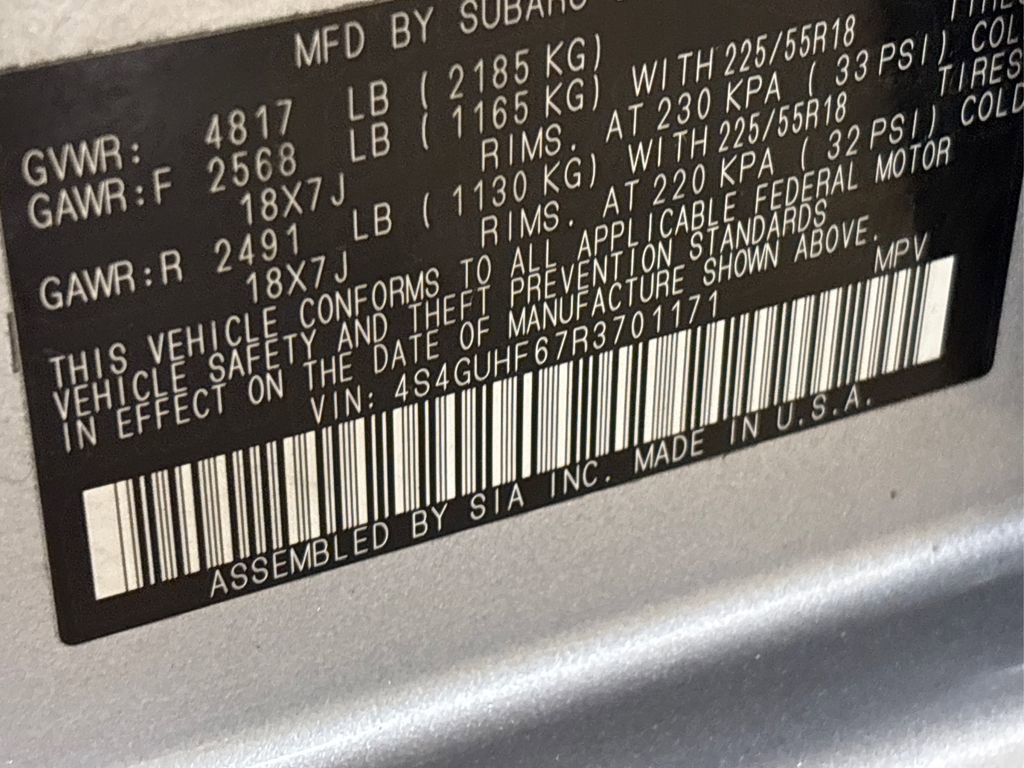 MFD BY SUBARU
GVWR: 4817 LB ( 2185 KG)
GAWR:F 2568 LB ( 1165 KG) WITH 225/55R18
18X7J RIMS. AT 230 KPA ( 33 PSI) COL
GAWR:R 2491 LB ( 1130 KG) WITH 225/55R18 TIRES
18X7J RIMS. AT 220 KPA ( 32 PSI) COLD
THIS VEHICLE CONFORMS TO ALL APPLICABLE FEDERAL MOTOR
VEHICLE SAFETY AND THEFT PREVENTION STANDARDS
IN EFFECT ON THE DATE OF MANUFACTURE SHOWN ABOVE.
VIN: 4S4GUHF67R3701171 MPV
ASSEMBLED BY SIA INC. MADE IN U.S.A.